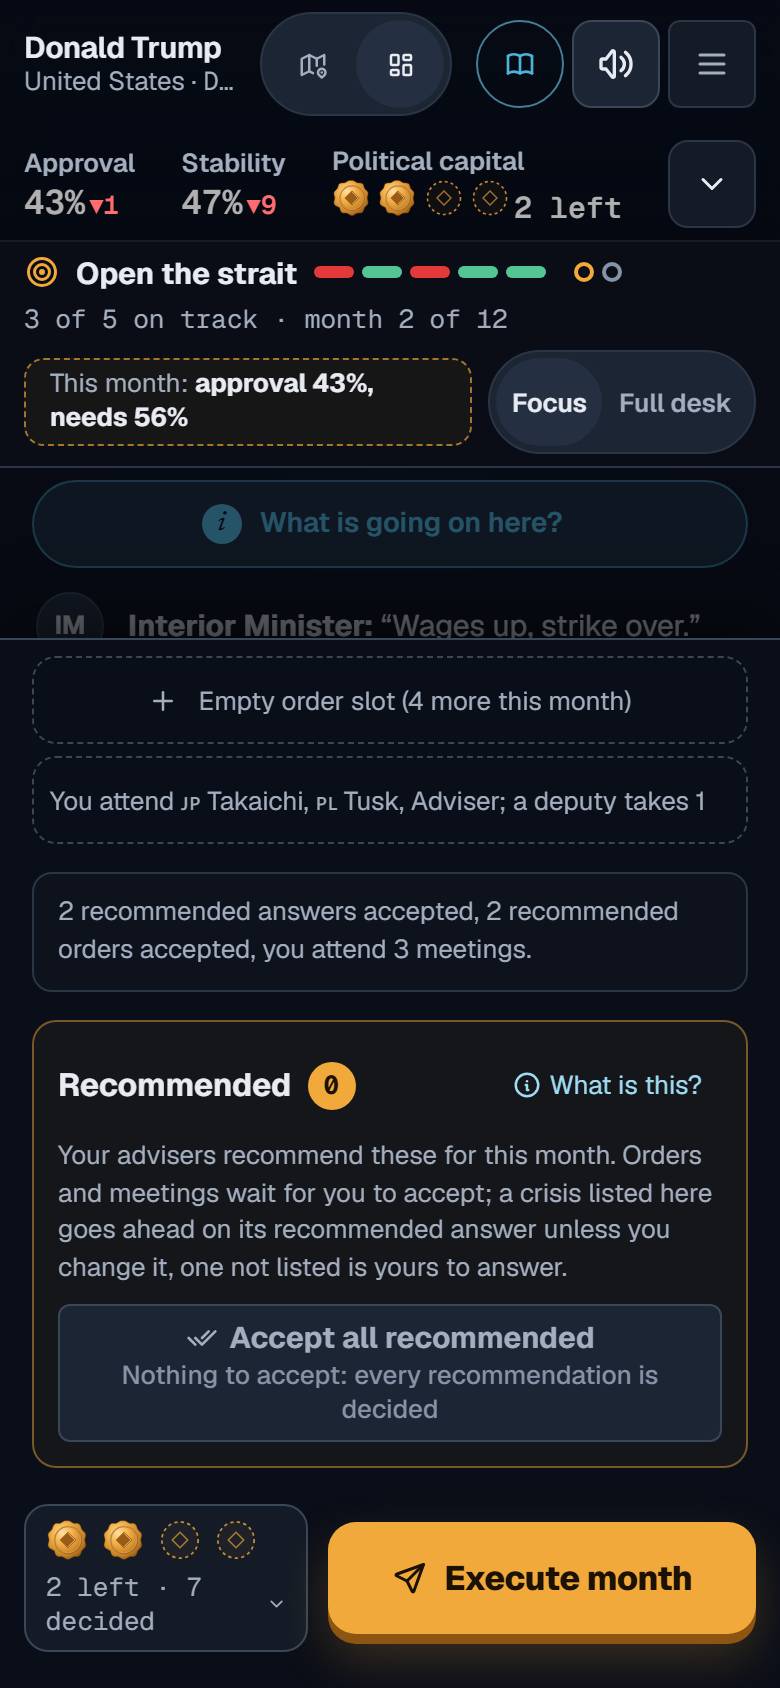 Donald Trump
United States · D...
Approval
43%▾1
Stability
47%▾9
Political capital
2 left
Open the strait
3 of 5 on track · month 2 of 12
This month: approval 43%,
needs 56%
Focus
Full desk
i What is going on here?
IM Interior Minister: “Wages up, strike over.”
+ Empty order slot (4 more this month)
You attend JP Takaichi, PL Tusk, Adviser; a deputy takes 1
2 recommended answers accepted, 2 recommended
orders accepted, you attend 3 meetings.
Recommended 0
What is this?
Your advisers recommend these for this month. Orders
and meetings wait for you to accept; a crisis listed here
goes ahead on its recommended answer unless you
change it, one not listed is yours to answer.
Accept all recommended
Nothing to accept: every recommendation is
decided
2 left · 7
decided
Execute month